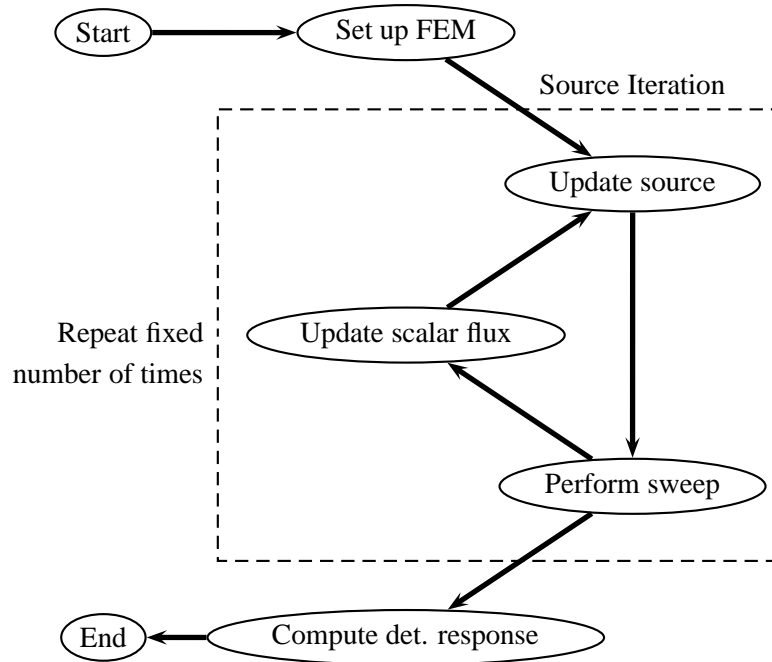 Start
Set up FEM
Source Iteration
Update source
Update scalar flux
Repeat fixed
number of times
Perform sweep
Compute det. response
End